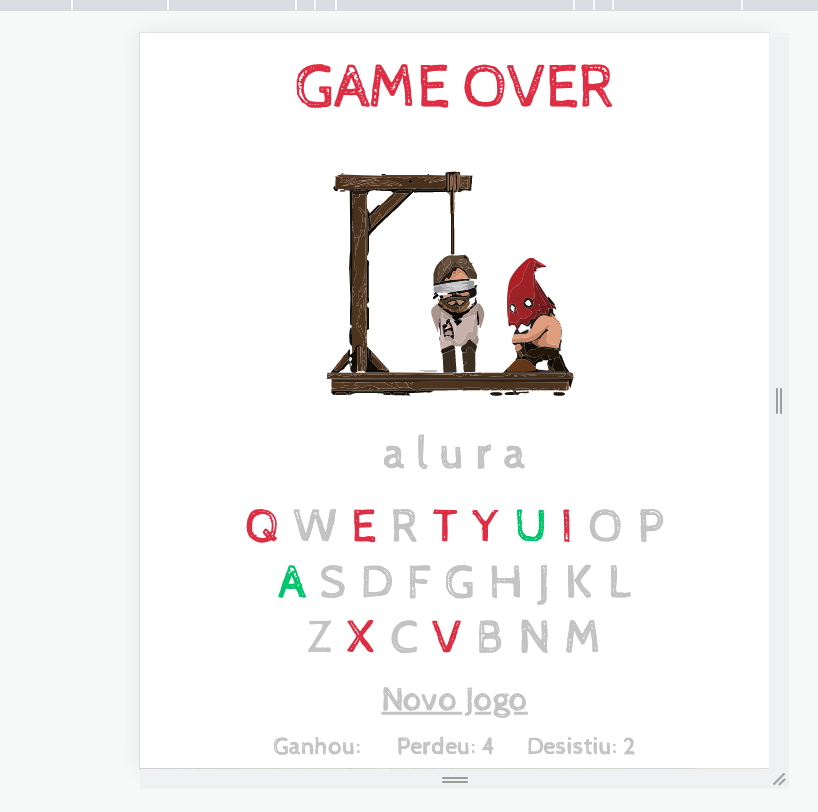 GAME OVER
a l u r a
Q W E R T Y U I O P
A S D F G H J K L
Z X C V B N M
Novo Jogo
Ganhou: Perdeu: 4 Desistiu: 2